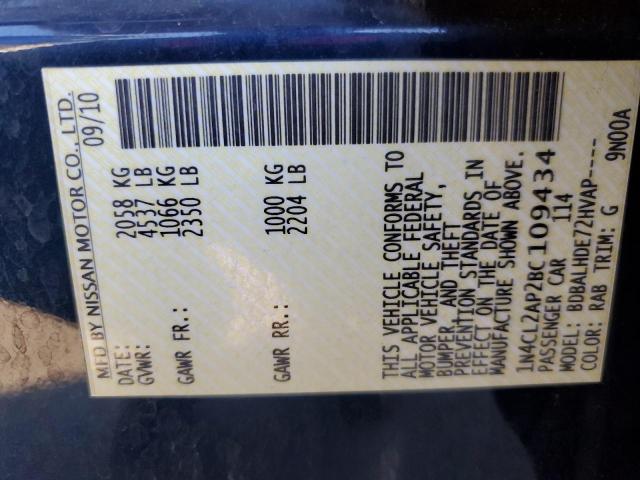 MFD BY NISSAN MOTOR CO., LTD.
DATE: 09/10
GVWR: 2058 KG
4537 LB
GAWR FR.: 1066 KG
2350 LB
GAWR RR.: 1000 KG
2204 LB
THIS VEHICLE CONFORMS TO
ALL APPLICABLE FEDERAL
MOTOR VEHICLE SAFETY,
BUMPER, AND THEFT
PREVENTION STANDARDS IN
EFFECT ON THE DATE OF
MANUFACTURE SHOWN ABOVE.
1N4CL2AP2BC109434
PASSENGER CAR 114
MODEL: BDBALHDE72HVAP----
COLOR: RAB TRIM: G 9N00A